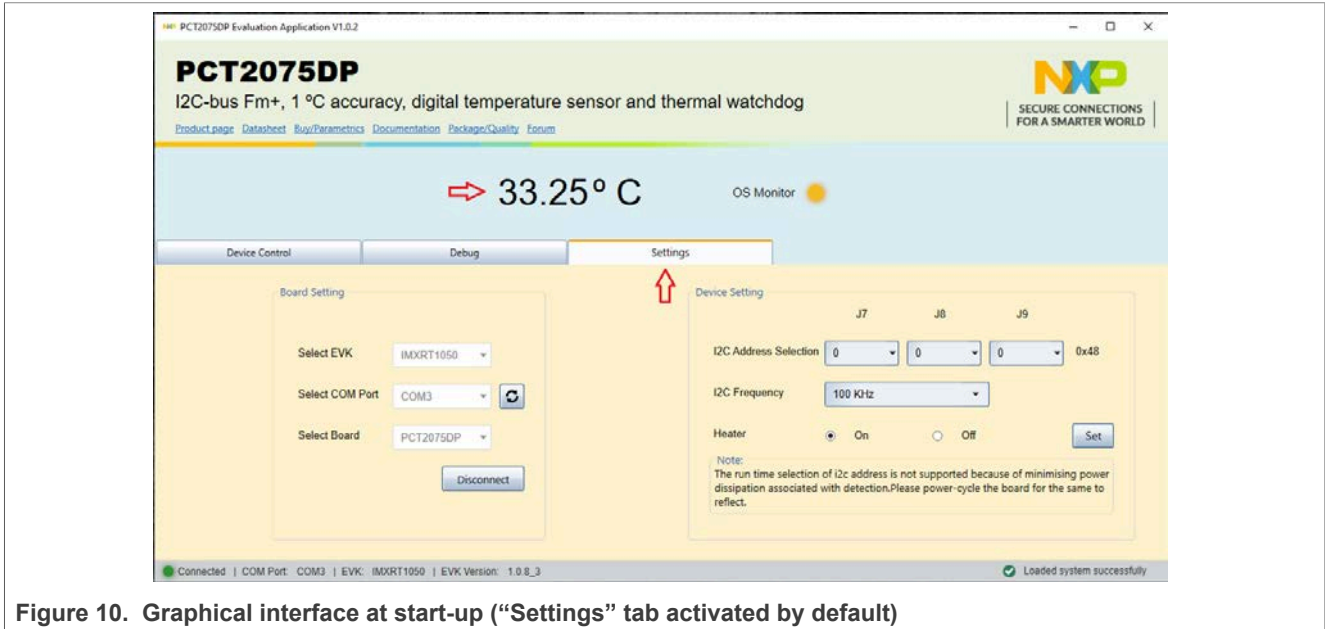 PCT2075DP Evaluation Application V1.0.2
PCT2075DP
I2C-bus Fm+, 1 ºC accuracy, digital temperature sensor and thermal watchdog
Product page Datasheet Buy/Parametrics Documentation Package/Quality Forum
NXP
SECURE CONNECTIONS
FOR A SMARTER WORLD
33.25º C
OS Monitor
Device Control
Debug
Settings
Board Setting
Select EVK
IMXRT1050
Select COM Port
COM3
Select Board
PCT2075DP
Disconnect
Device Setting
J7 J8 J9
I2C Address Selection 0 0 0 0x48
I2C Frequency 100 KHz
Heater On Off Set
Note:
The run time selection of i2c address is not supported because of minimising power
dissipation associated with detection.Please power-cycle the board for the same to
reflect.
Connected | COM Port: COM3 | EVK: IMXRT1050 | EVK Version: 1.0.8_3
Loaded system successfully
Figure 10. Graphical interface at start-up (“Settings” tab activated by default)